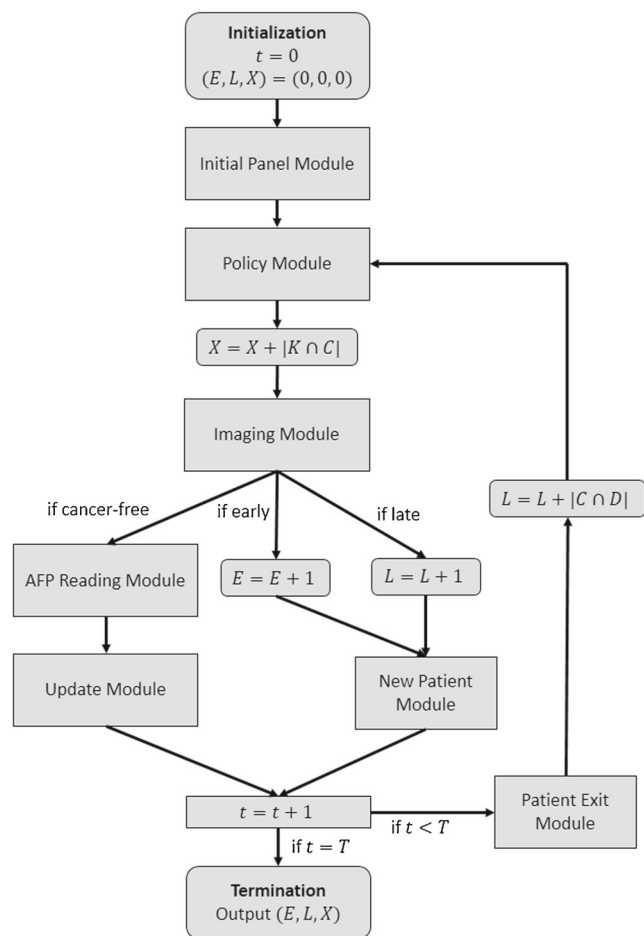 Initialization
t = 0
(E, L, X) = (0, 0, 0)
Initial Panel Module
Policy Module
X = X + |K ∩ C|
Imaging Module
if cancer-free
if early
if late
L = L + |C ∩ D|
AFP Reading Module
E = E + 1
L = L + 1
Update Module
New Patient
Module
t = t + 1
if t < T
Patient Exit
Module
if t = T
Termination
Output (E, L, X)